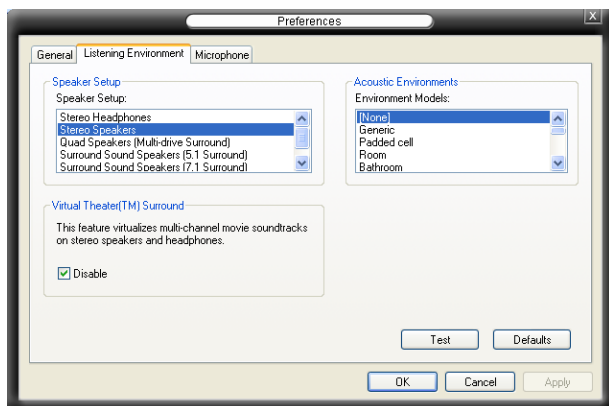 Preferences
X
General
Listening Environment
Microphone
Speaker Setup
Speaker Setup:
Stereo Headphones
Stereo Speakers
Quad Speakers (Multi-drive Surround)
Surround Sound Speakers (5.1 Surround)
Surround Sound Speakers (7.1 Surround)
Acoustic Environments
Environment Models:
[None]
Generic
Padded cell
Room
Bathroom
Virtual Theater(TM) Surround
This feature virtualizes multi-channel movie soundtracks
on stereo speakers and headphones.
Disable
Test
Defaults
OK
Cancel
Apply